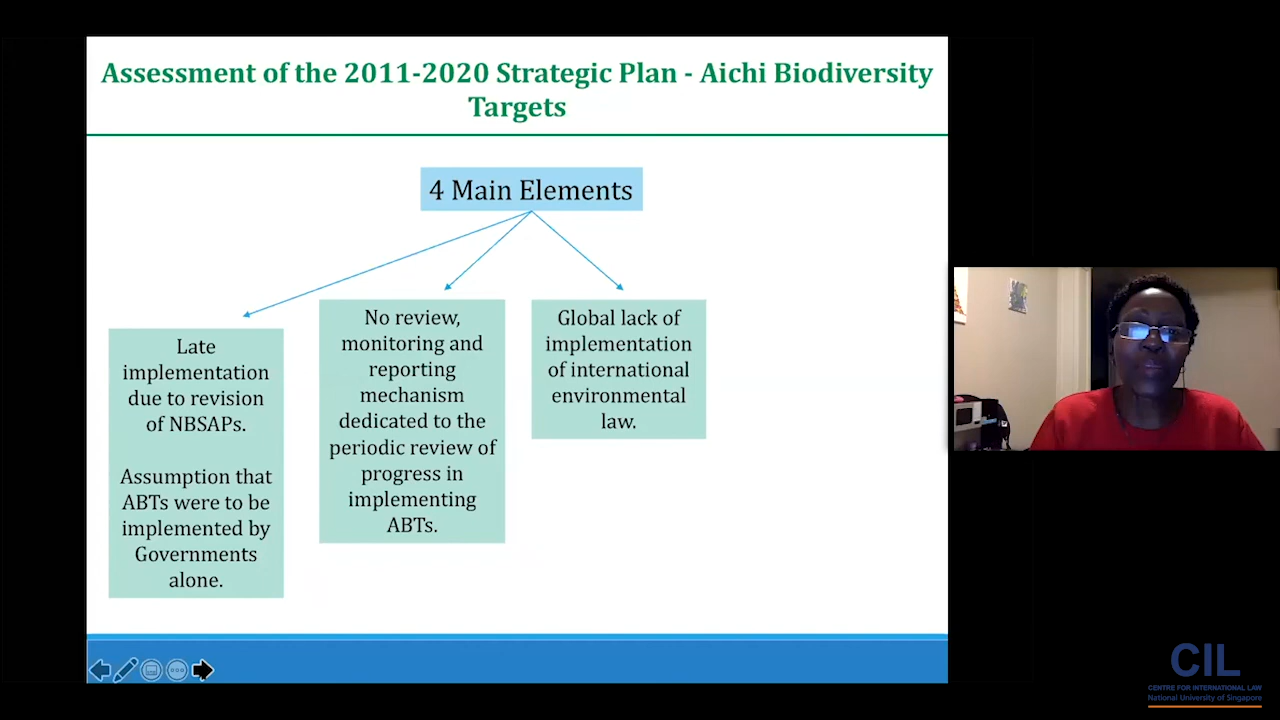 Assessment of the 2011-2020 Strategic Plan - Aichi Biodiversity
Targets
4 Main Elements
Late
implementation
due to revision
of NBSAPs.
Assumption that
ABTs were to be
implemented by
Governments
alone.
No review,
monitoring and
reporting
mechanism
dedicated to the
periodic review of
progress in
implementing
ABTs.
Global lack of
implementation
of international
environmental
law.
CIL
CENTRE FOR INTERNATIONAL LAW
National University of Singapore